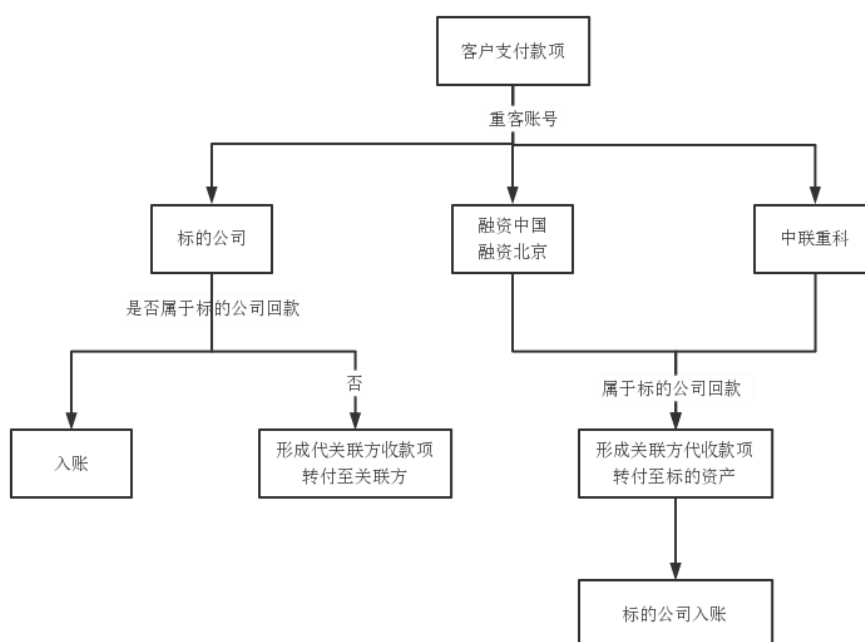 客户支付款项
重客账号
标的公司
融资中国
融资北京
中联重科
是否属于标的公司回款
否
属于标的公司回款
入账
形成代关联方收款项
转付至关联方
形成关联方代收款项
转付至标的资产
标的公司入账